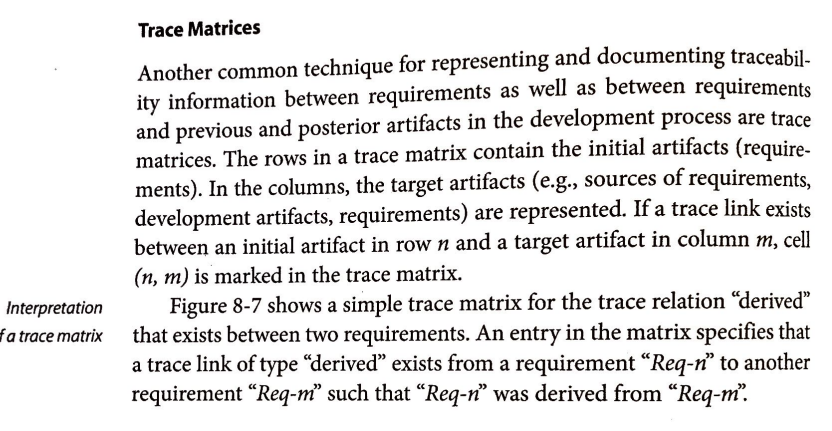 Trace Matrices
Another common technique for representing and documenting traceabil-
ity information between requirements as well as between requirements
and previous and posterior artifacts in the development process are trace
matrices. The rows in a trace matrix contain the initial artifacts (require-
ments). In the columns, the target artifacts (e.g., sources of requirements,
development artifacts, requirements) are represented. If a trace link exists
between an initial artifact in row n and a target artifact in column m, cell
(n, m) is marked in the trace matrix.
Interpretation
f a trace matrix
Figure 8-7 shows a simple trace matrix for the trace relation “derived”
that exists between two requirements. An entry in the matrix specifies that
a trace link of type “derived” exists from a requirement “Req-n” to another
requirement “Req-m” such that “Req-n” was derived from “Req-m”.